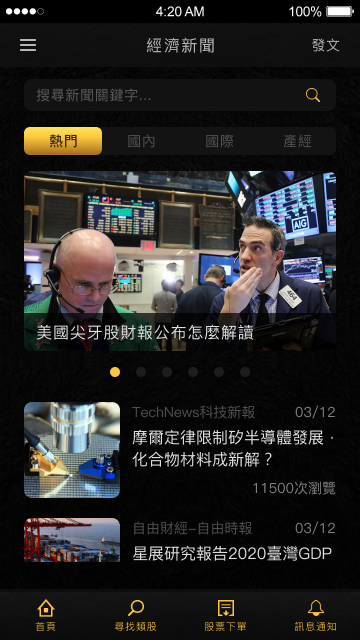 4:20 AM
100%
經濟新聞
發文
搜尋新聞關鍵字...
熱門
國內
國際
產經
AIG
464
美國尖牙股財報公布怎麼解讀
TechNews科技新報
03/12
摩爾定律限制矽半導體發展，
化合物材料成新解？
11500次瀏覽
自由財經-自由時報
03/12
星展研究報告2020臺灣GDP
首頁
尋找類股
股票下單
訊息通知